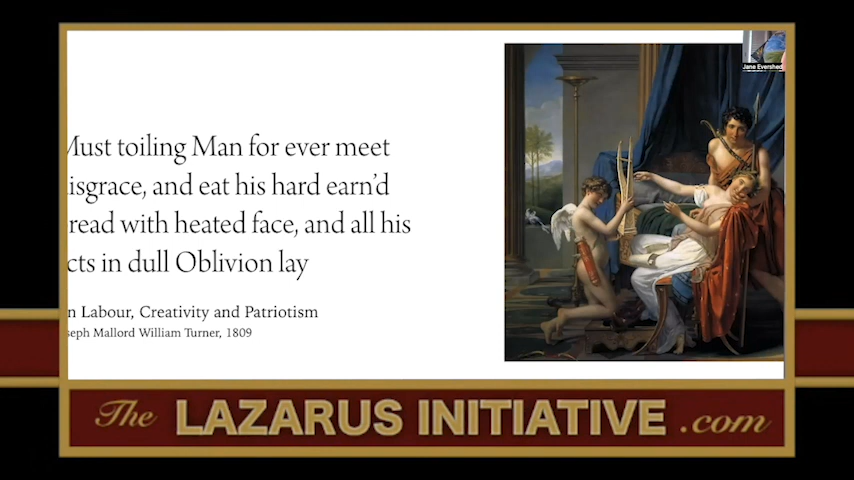 Must toiling Man for ever meet
isgrace, and eat his hard earn'd
read with heated face, and all his
cts in dull Oblivion lay
n Labour, Creativity and Patriotism
seph Mallord William Turner, 1809
Jane Evershed
The LAZARUS INITIATIVE .com